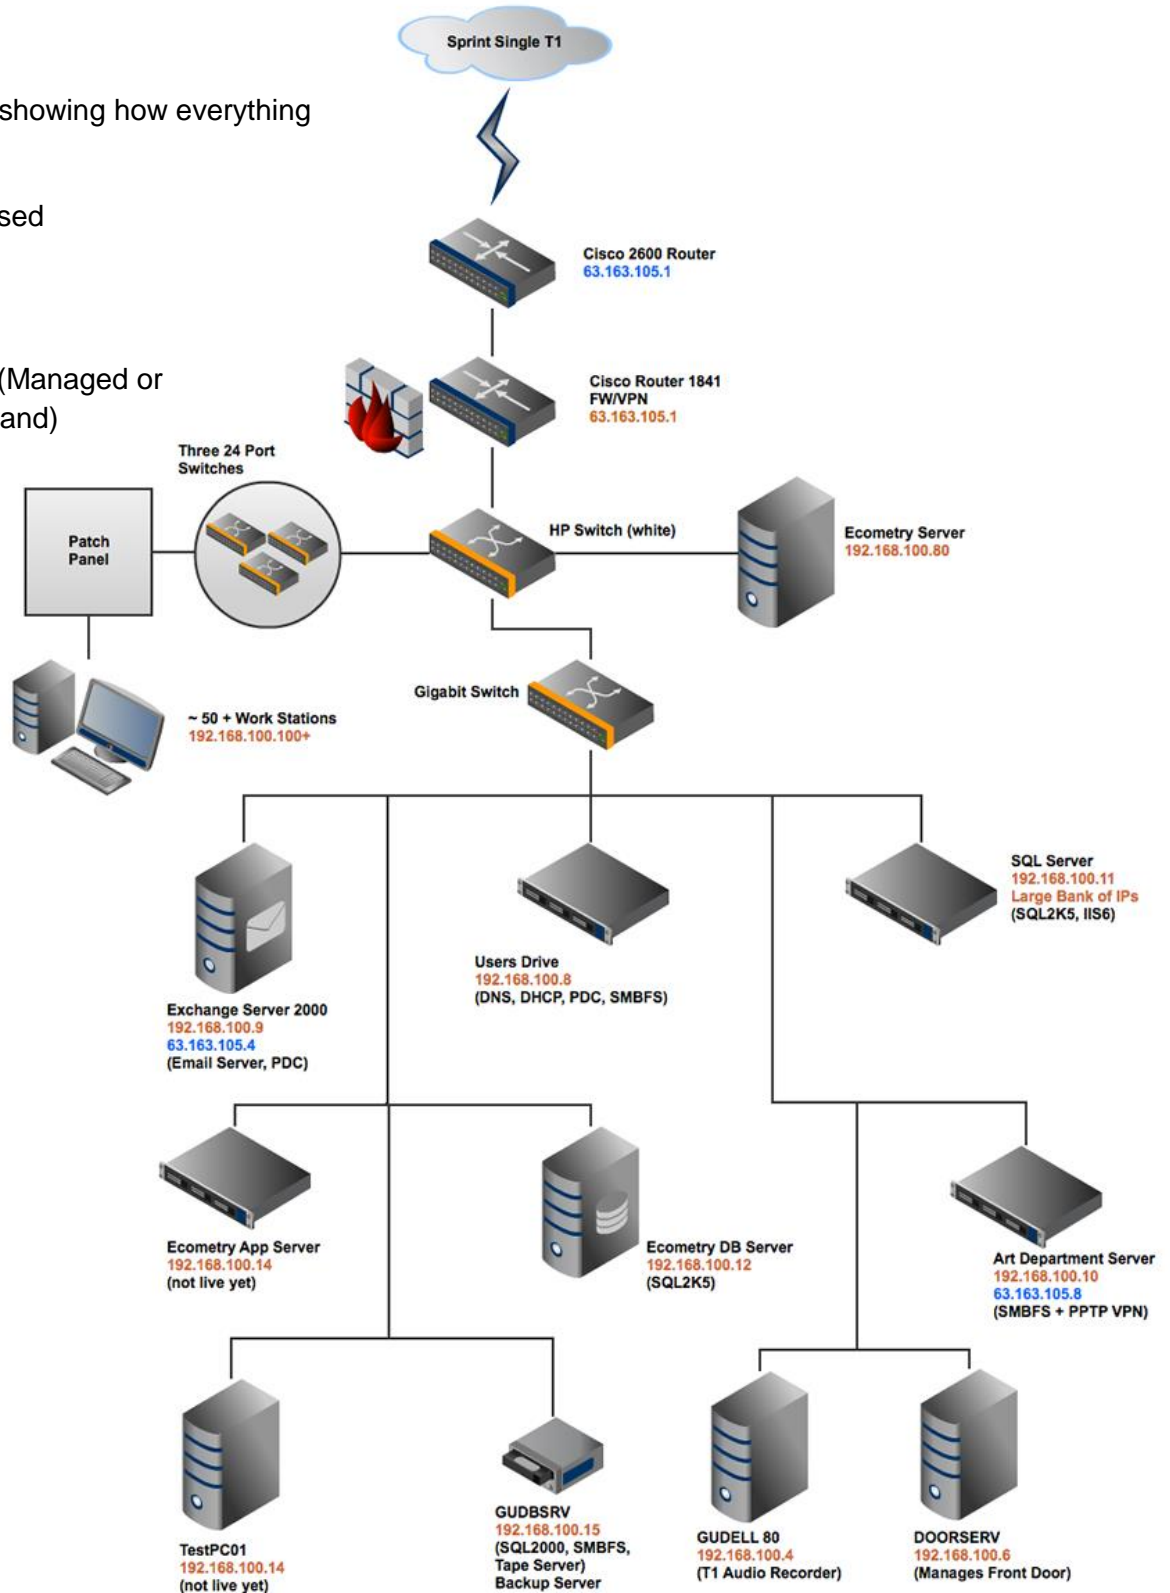 Sprint Single T1
showing how everything
sed
Cisco 2600 Router
63.163.105.1
(Managed or
and)
Cisco Router 1841
FW/VPN
63.163.105.1
Three 24 Port
Switches
Patch
Panel
HP Switch (white)
Ecometry Server
192.168.100.80
Gigabit Switch
~ 50 + Work Stations
192.168.100.100+
SQL Server
192.168.100.11
Large Bank of IPs
(SQL2K5, IIS6)
Users Drive
192.168.100.8
(DNS, DHCP, PDC, SMBFS)
Exchange Server 2000
192.168.100.9
63.163.105.4
(Email Server, PDC)
Ecometry App Server
192.168.100.14
(not live yet)
Ecometry DB Server
192.168.100.12
(SQL2K5)
Art Department Server
192.168.100.10
63.163.105.8
(SMBFS + PPTP VPN)
TestPC01
192.168.100.14
(not live yet)
GUDBSRV
192.168.100.15
(SQL2000, SMBFS,
Tape Server)
Backup Server
GUDELL 80
192.168.100.4
(T1 Audio Recorder)
DOORSERV
192.168.100.6
(Manages Front Door)